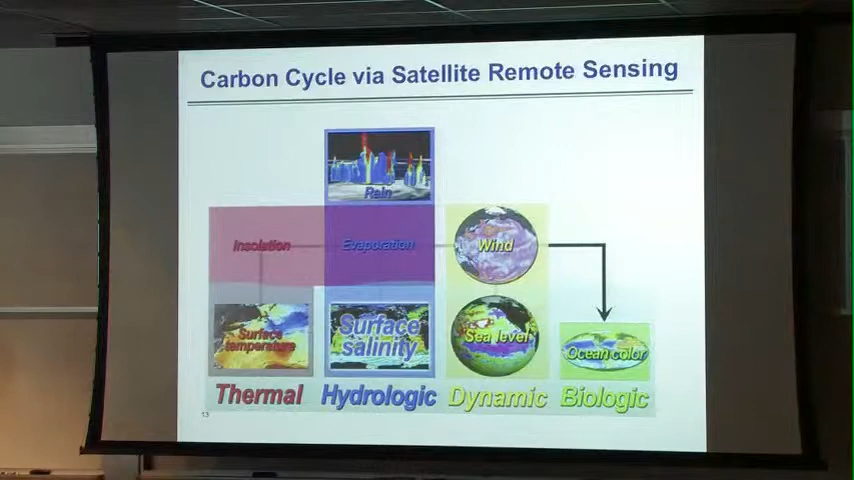 Carbon Cycle via Satellite Remote Sensing
Rain
Insolation
Evaporation
Wind
Surface
temperature
Surface
salinity
Sea level
Ocean color
Thermal
Hydrologic
Dynamic
Biologic
13